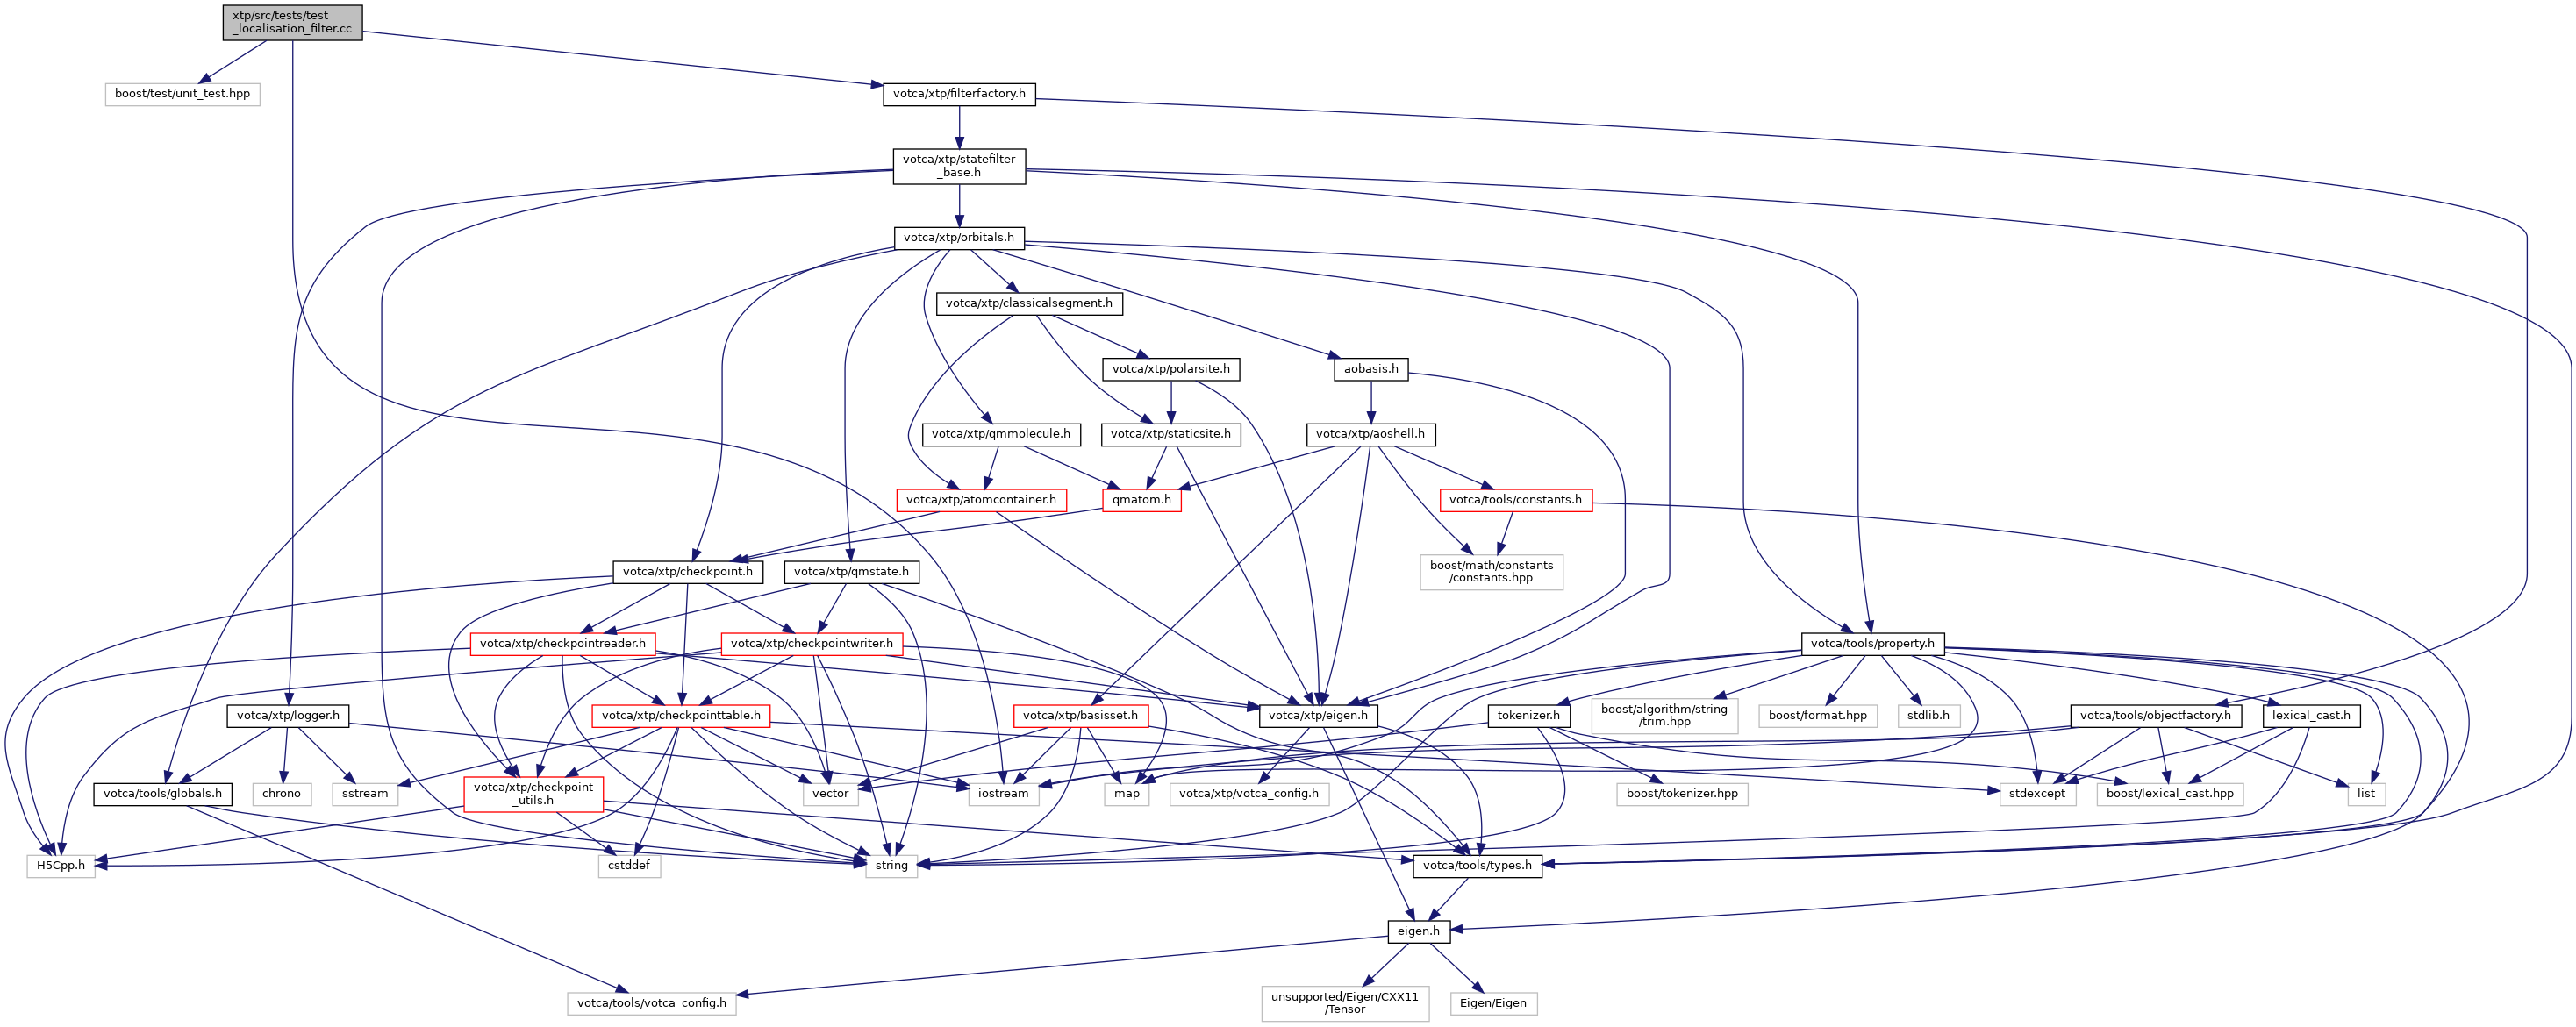 xtp/src/tests/test
_localisation_filter.cc
boost/test/unit_test.hpp
votca/xtp/filterfactory.h
votca/xtp/statefilter
_base.h
votca/xtp/orbitals.h
votca/xtp/classicalsegment.h
votca/xtp/polarsite.h
aobasis.h
votca/xtp/qmmolecule.h
votca/xtp/staticsite.h
votca/xtp/aoshell.h
votca/xtp/atomcontainer.h
qmatom.h
votca/tools/constants.h
votca/xtp/checkpoint.h
votca/xtp/qmstate.h
boost/math/constants
/constants.hpp
votca/xtp/checkpointreader.h
votca/xtp/checkpointwriter.h
votca/tools/property.h
votca/xtp/logger.h
votca/xtp/checkpointtable.h
votca/xtp/basisset.h
votca/xtp/eigen.h
tokenizer.h
boost/algorithm/string
/trim.hpp
boost/format.hpp
stdlib.h
votca/tools/objectfactory.h
lexical_cast.h
votca/tools/globals.h
chrono
sstream
votca/xtp/checkpoint
_utils.h
vector
iostream
map
votca/xtp/votca_config.h
boost/tokenizer.hpp
stdexcept
boost/lexical_cast.hpp
list
H5Cpp.h
cstddef
string
votca/tools/types.h
eigen.h
votca/tools/votca_config.h
unsupported/Eigen/CXX11
/Tensor
Eigen/Eigen